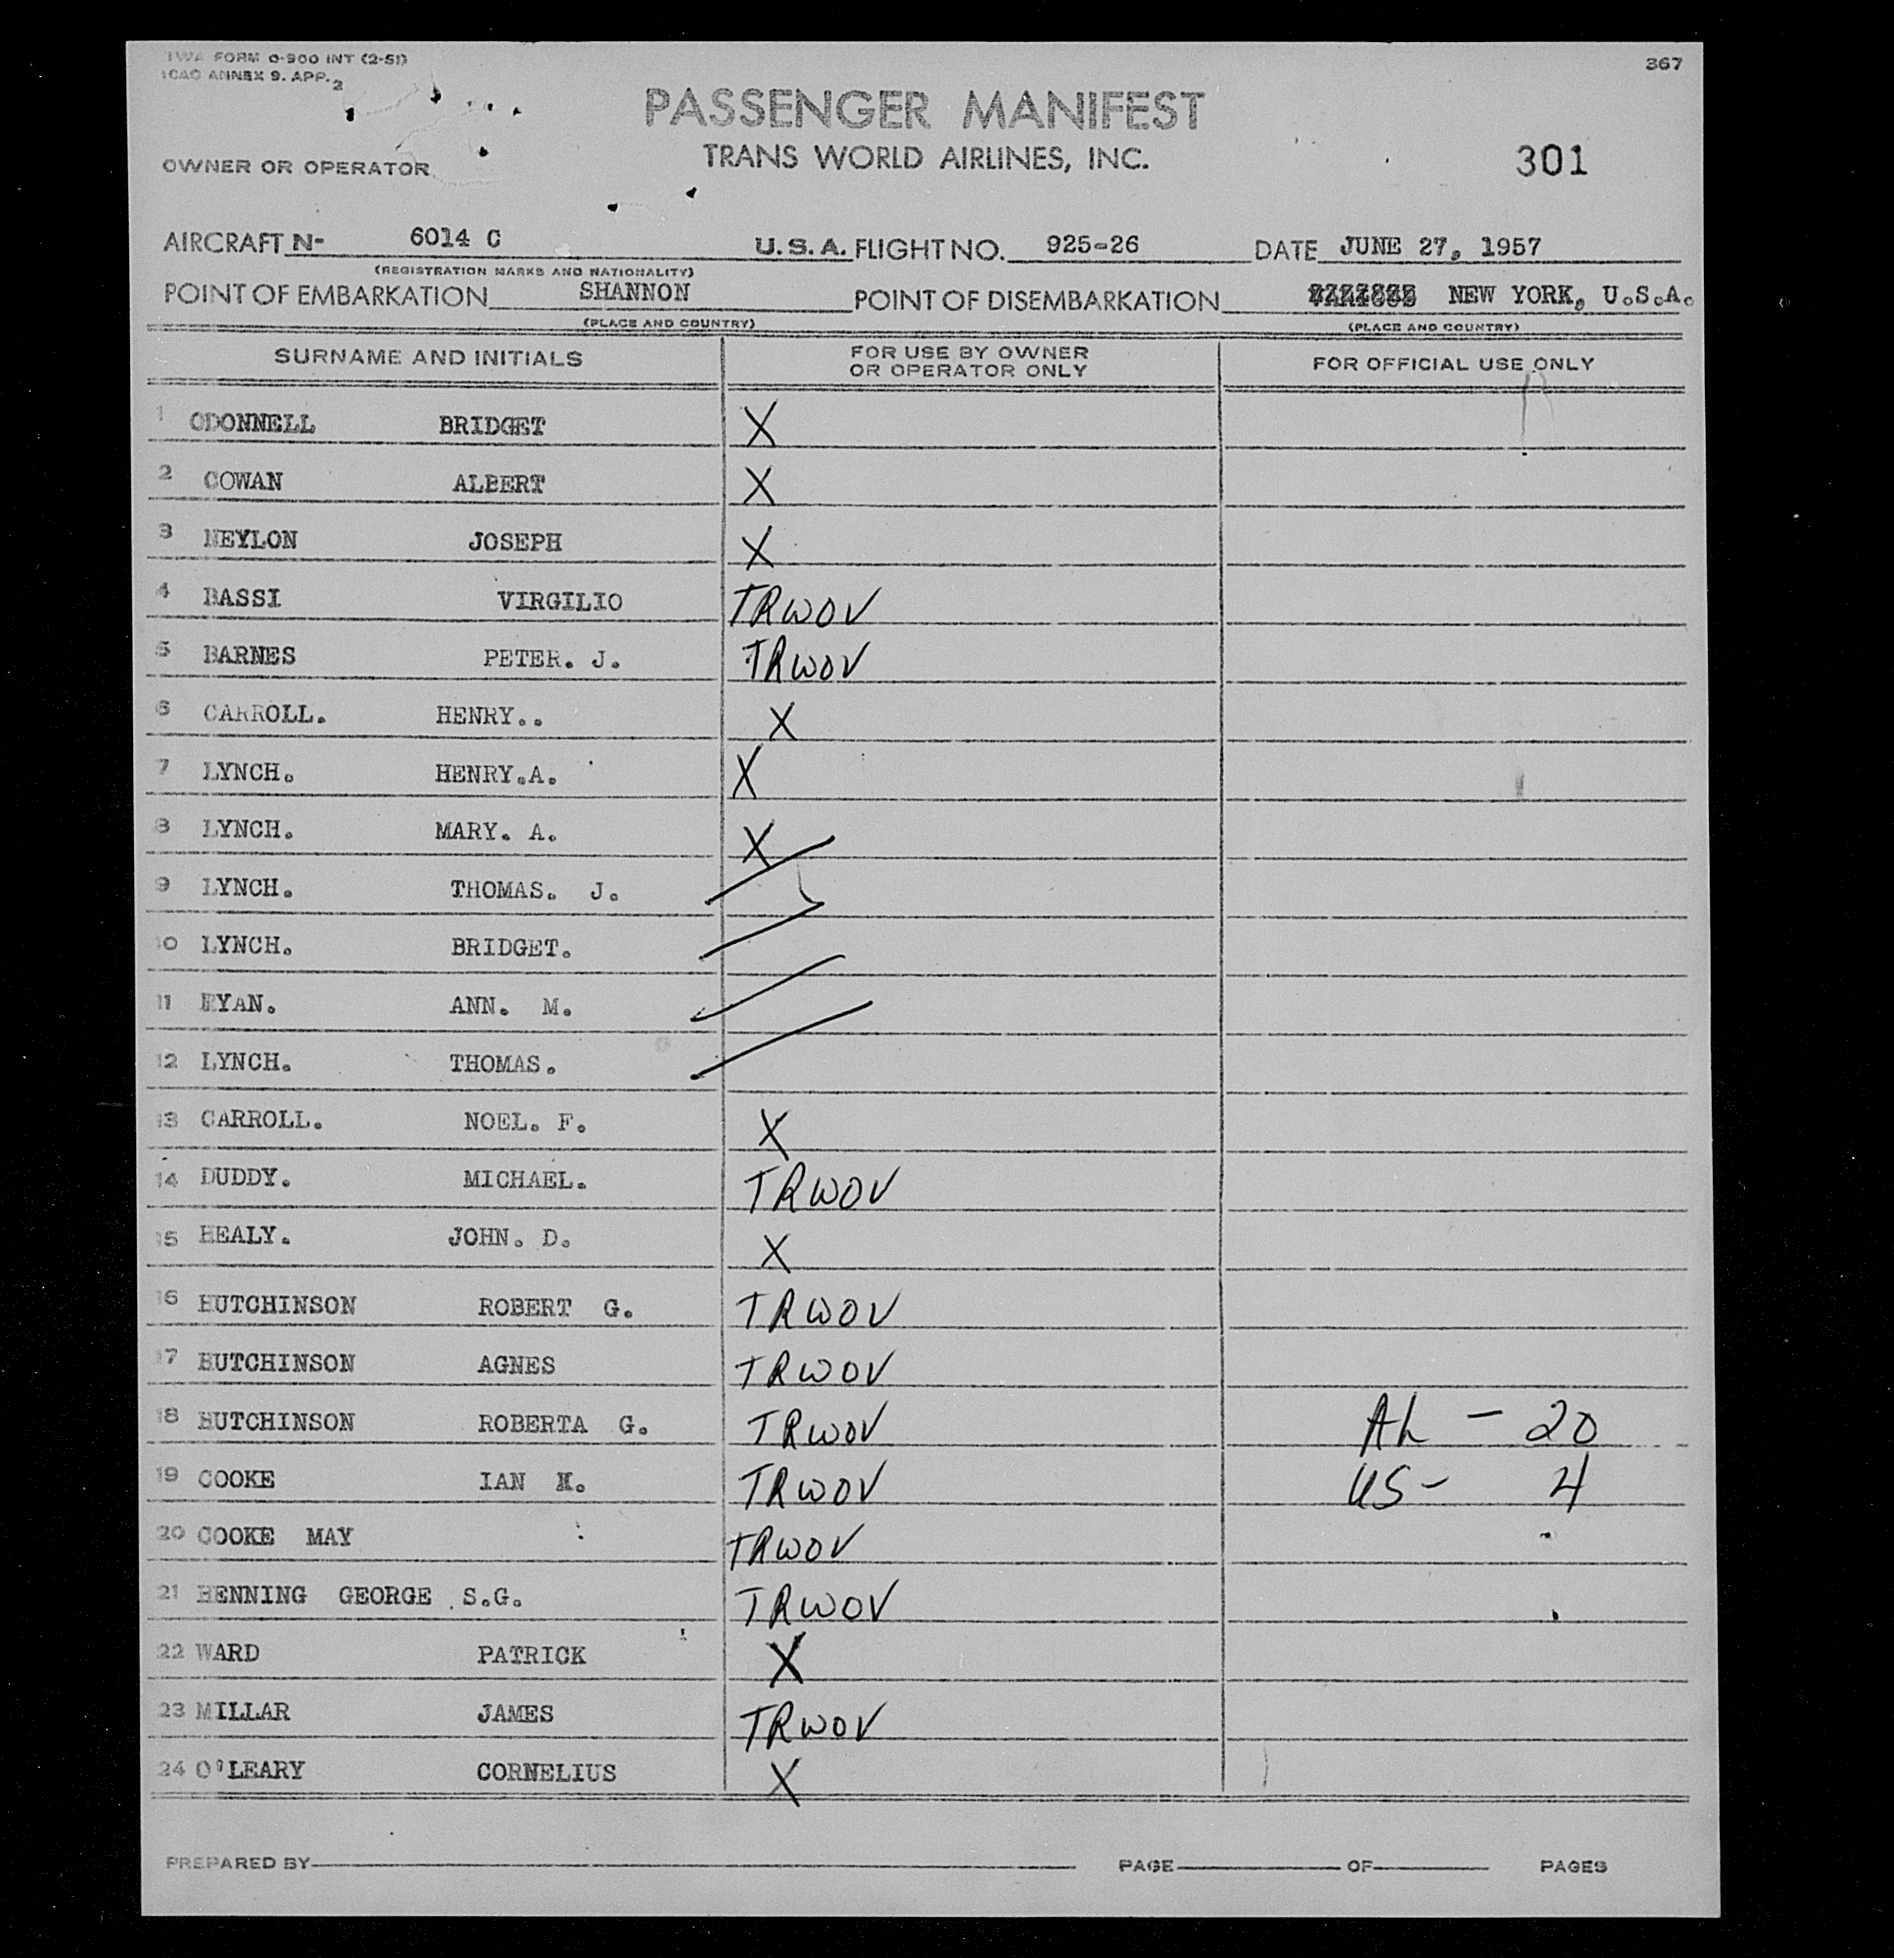 TWA FORM O-900 INT (2-51)
ICAO ANNEX 9. APP. 2
367
PASSENGER MANIFEST
TRANS WORLD AIRLINES, INC.
301
OWNER OR OPERATOR
AIRCRAFT N- 6014 C U.S.A. FLIGHT NO. 925-26 DATE JUNE 27, 1957
(REGISTRATION MARKS AND NATIONALITY)
POINT OF EMBARKATION SHANNON POINT OF DISEMBARKATION NEW YORK, U.S.A.
(PLACE AND COUNTRY) (PLACE AND COUNTRY)
SURNAME AND INITIALS FOR USE BY OWNER OR OPERATOR ONLY FOR OFFICIAL USE ONLY
1 ODONNELL BRIDGET X
2 COWAN ALBERT X
3 NEYLON JOSEPH X
4 BASSI VIRGILIO TRWOV
5 BARNES PETER. J. TRWOV
6 CARROLL. HENRY.. X
7 LYNCH. HENRY.A. X
8 LYNCH. MARY. A. X
9 LYNCH. THOMAS. J.
10 LYNCH. BRIDGET.
11 RYAN. ANN. M.
12 LYNCH. THOMAS.
13 CARROLL. NOEL. F. X
14 DUDDY. MICHAEL. TRWOV
15 HEALY. JOHN. D. X
16 HUTCHINSON ROBERT G. TRWOV
17 HUTCHINSON AGNES TRWOV
18 HUTCHINSON ROBERTA G. TRWOV AL - 20
19 COOKE IAN TRWOV US - 4
20 COOKE MAY TRWOV
21 HENNING GEORGE S.G. TRWOV
22 WARD PATRICK X
23 MILLAR JAMES TRWOV
24 O'LEARY CORNELIUS X
PREPARED BY PAGE OF PAGES